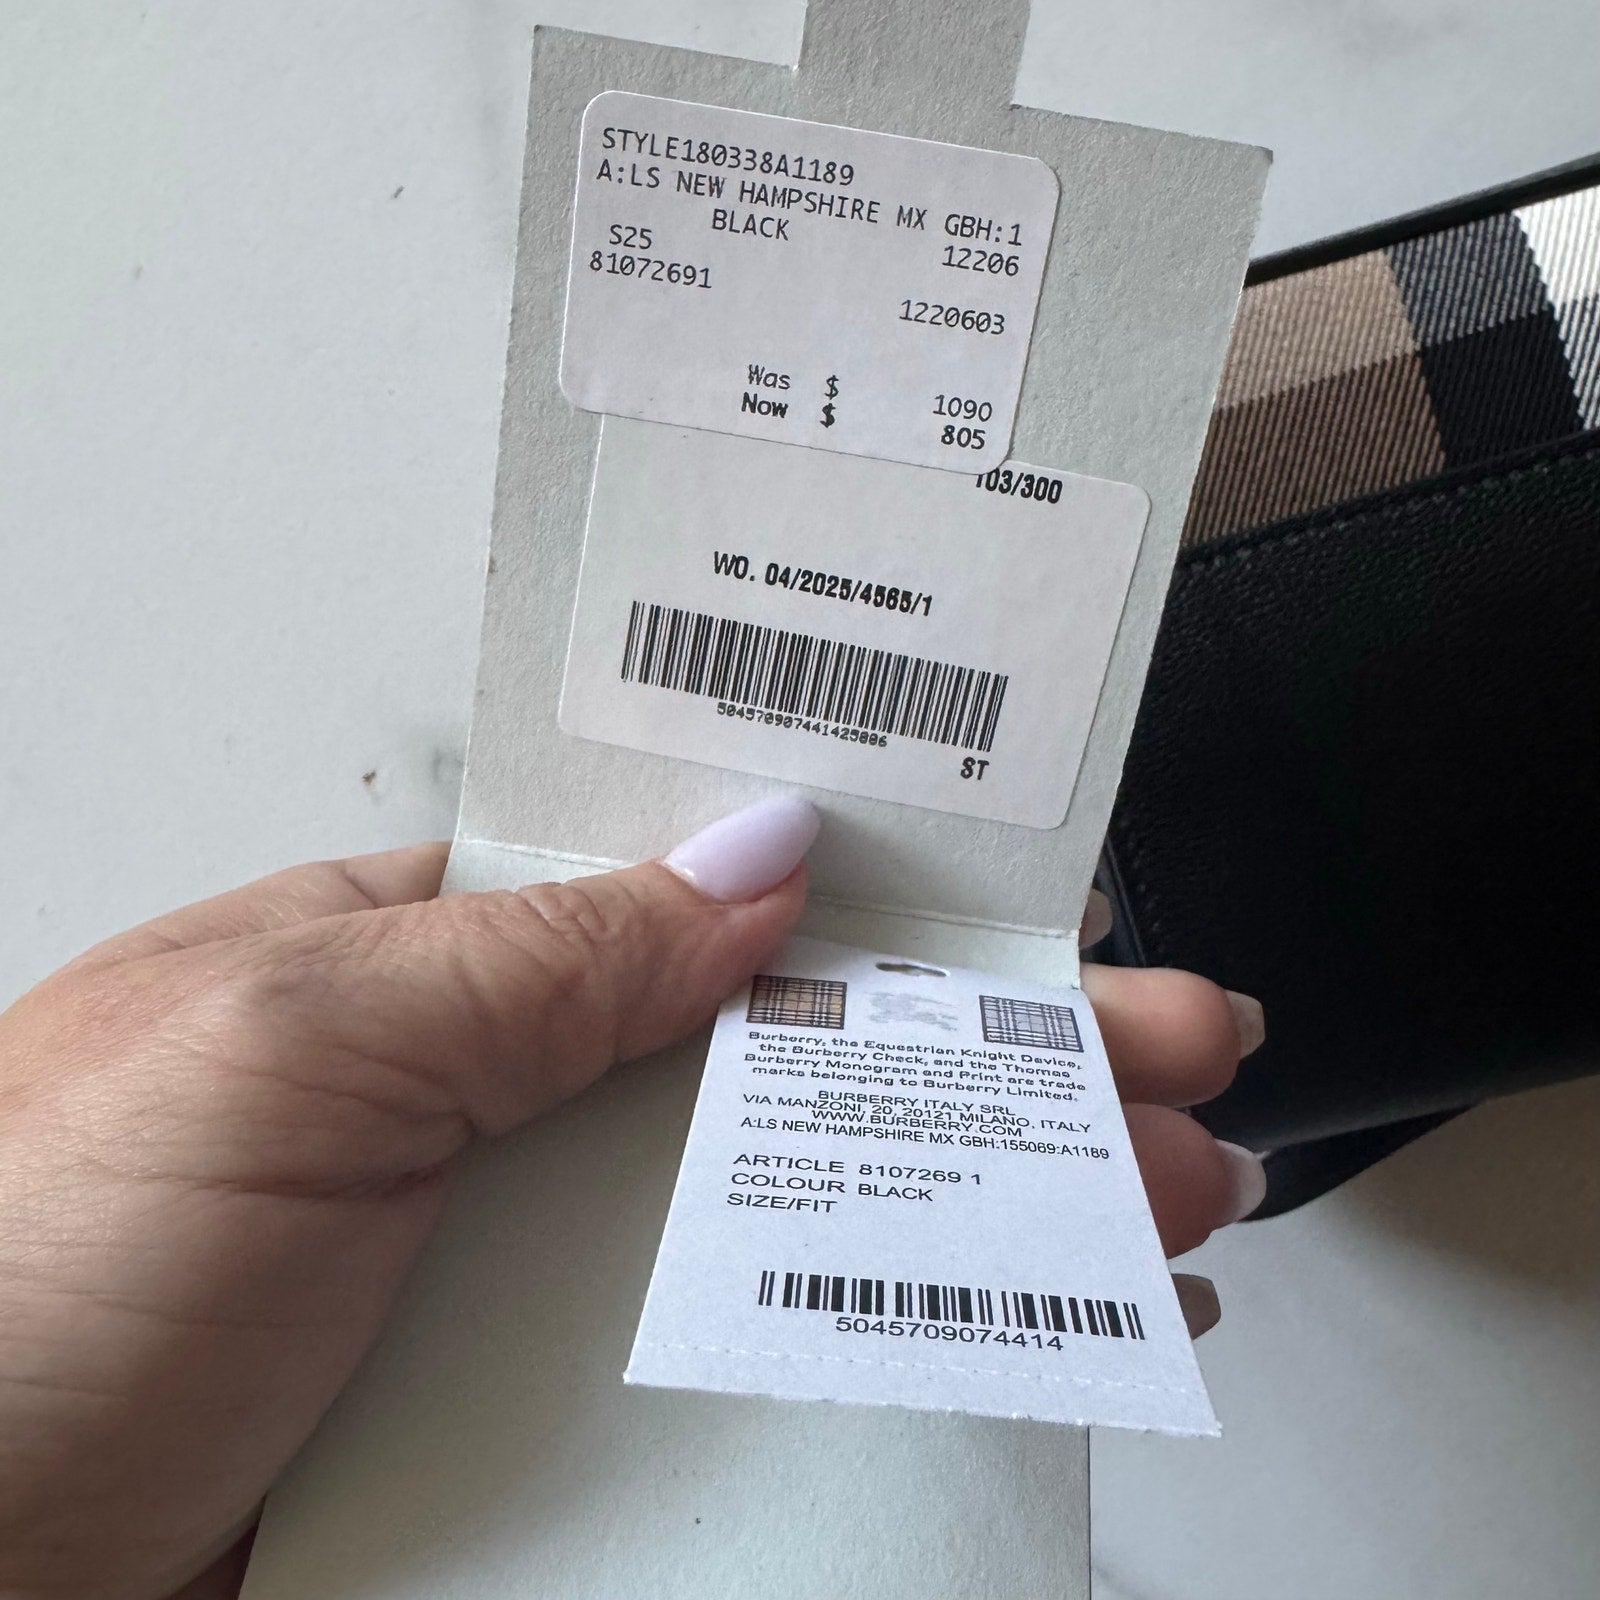 STYLE180338A1189
A:LS NEW HAMPSHIRE MX GBH:1
BLACK 12206
S25
81072691
1220603
Was $ 1090
Now $ 805
103/300
WO. 04/2025/4565/1
504570907441425886
ST
Burberry, the Equestrian Knight Device,
the Burberry Check, and the Thomas
Burberry Monogram and Print are trade
marks belonging to Burberry Limited.
BURBERRY ITALY SRL
VIA MANZONI, 20, 20121 MILANO, ITALY
WWW.BURBERRY.COM
A:LS NEW HAMPSHIRE MX GBH:155069:A1189
ARTICLE 8107269 1
COLOUR BLACK
SIZE/FIT
5045709074414